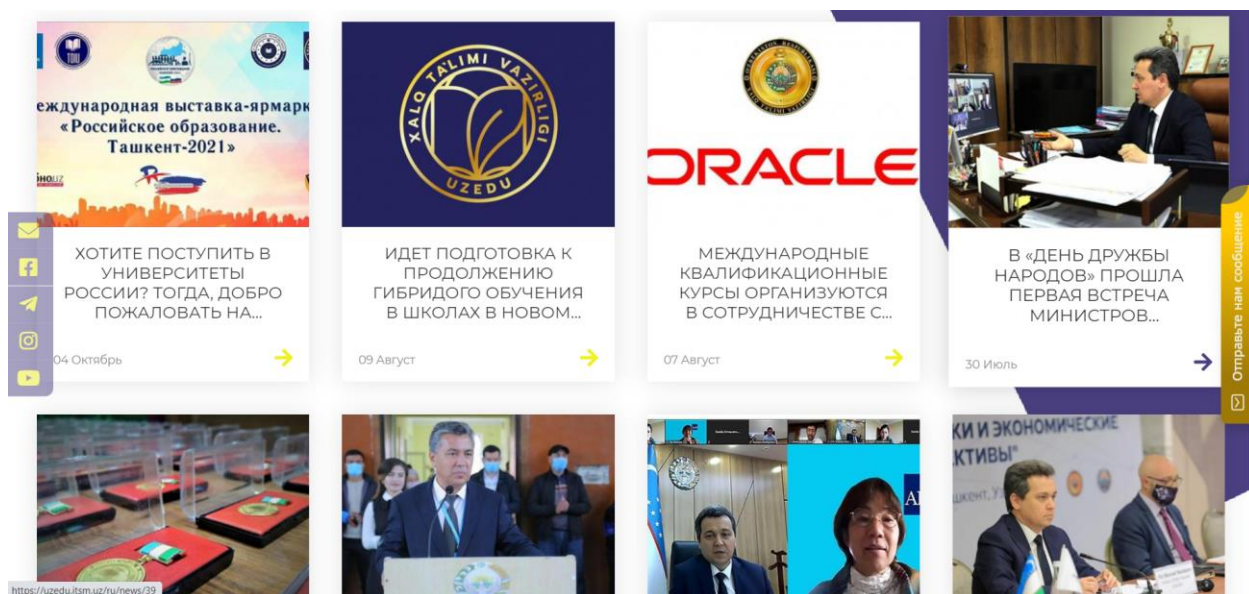 TDIU
еждународная выставка-ярмарк
«Российское образование.
Ташкент-2021»
XALQ TA'LIMI VAZIRLIGI
UZEDU
ORACLE
ХОТИТЕ ПОСТУПИТЬ В
УНИВЕРСИТЕТЫ
РОССИИ? ТОГДА, ДОБРО
ПОЖАЛОВАТЬ НА...
04 Октябрь
ИДЕТ ПОДГОТОВКА К
ПРОДОЛЖЕНИЮ
ГИБРИДОГО ОБУЧЕНИЯ
В ШКОЛАХ В НОВОМ...
09 Август
МЕЖДУНАРОДНЫЕ
КВАЛИФИКАЦИОННЫЕ
КУРСЫ ОРГАНИЗУЮТСЯ
В СОТРУДНИЧЕСТВЕ С...
07 Август
В «ДЕНЬ ДРУЖБЫ
НАРОДОВ» ПРОШЛА
ПЕРВАЯ ВСТРЕЧА
МИНИСТРОВ...
30 Июль
Отправьте нам сообщение
КИ И ЭКОНОМИЧЕСКИЕ
КТИВЫ"
https://uzedu.itsm.uz/ru/news/39